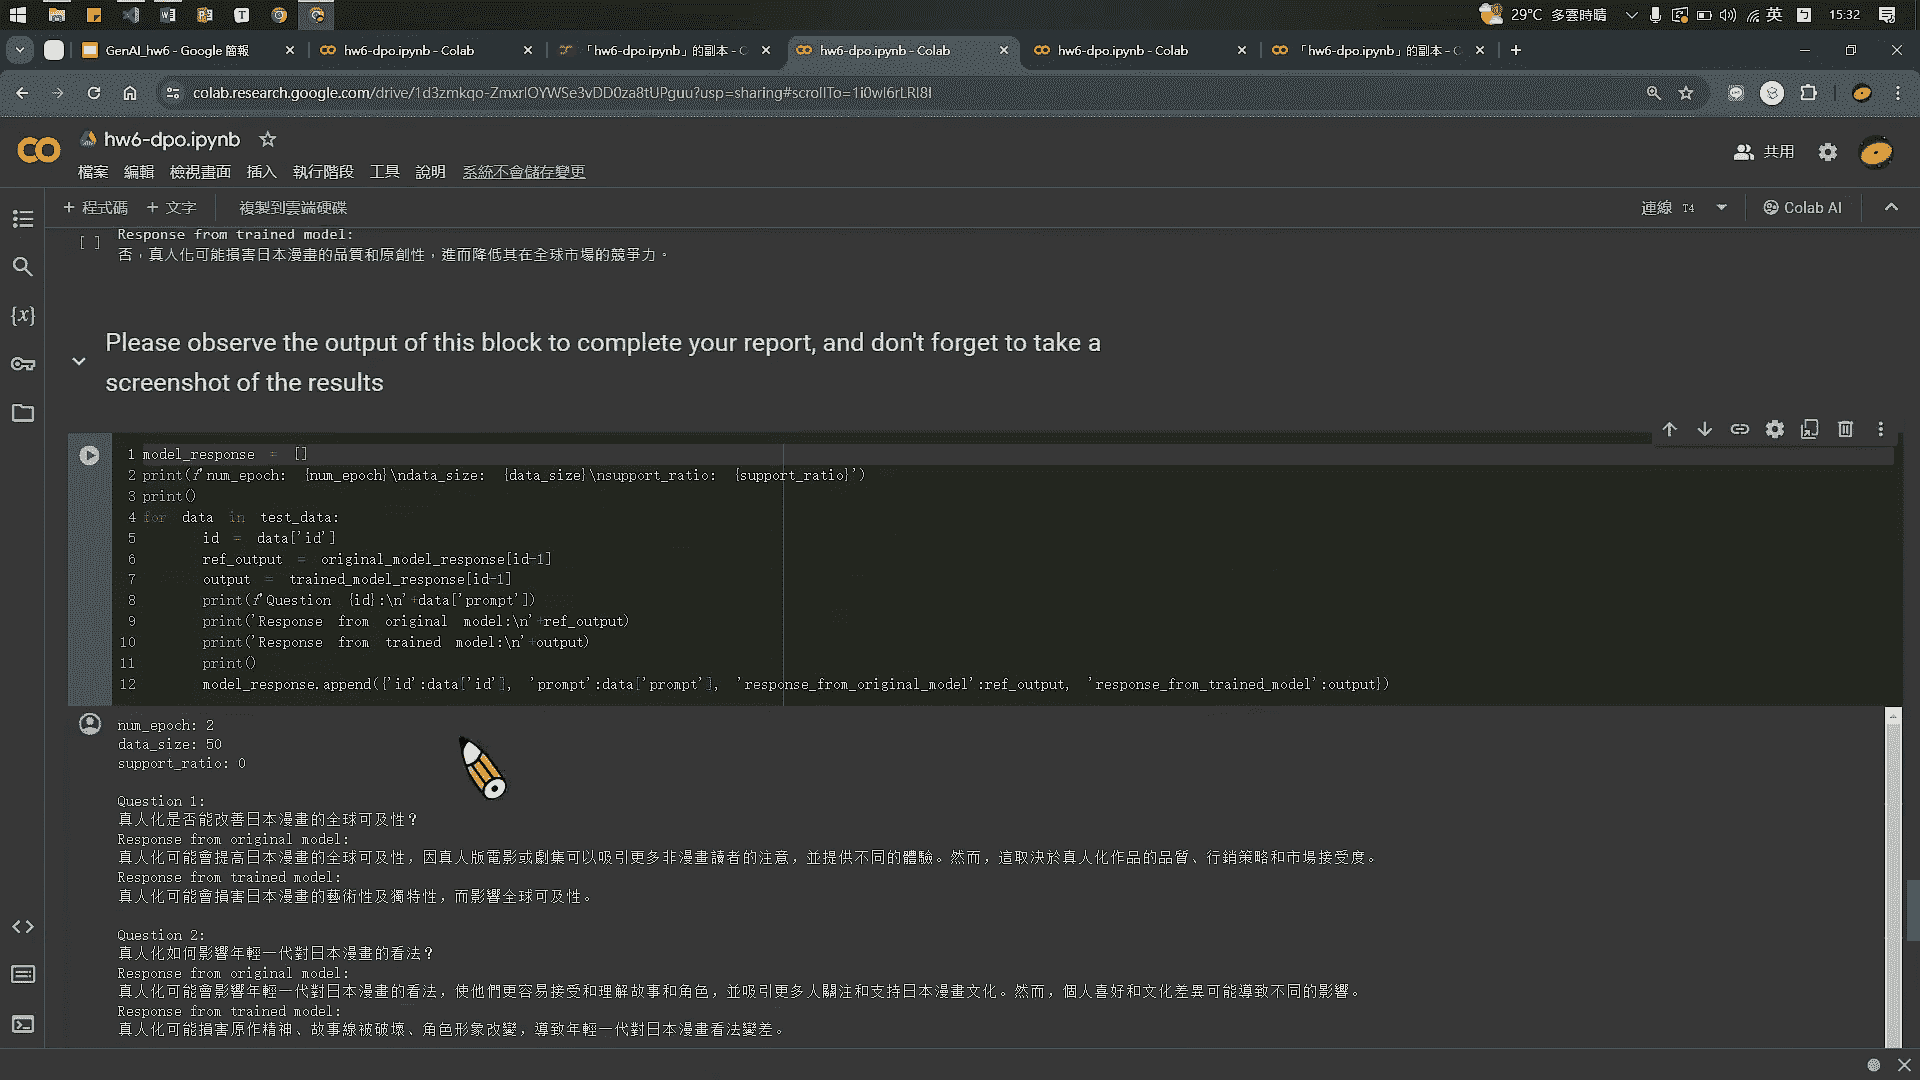 29°C 多雲時晴
英
15:32
GenAI_hw6 - Google 簡報
hw6-dpo.ipynb - Colab
「hw6-dpo.ipynb」的副本 - C
hw6-dpo.ipynb - Colab
hw6-dpo.ipynb - Colab
「hw6-dpo.ipynb」的副本 - C
hw6-dpo.ipynb
檔案 編輯 檢視畫面 插入 執行階段 工具 說明 系統不會儲存變更
共用
+ 程式碼 + 文字 複製到雲端硬碟
連線 T4
Colab AI
Response from trained model:
[ ]
否，真人化可能損害日本漫畫的品質和原創性，進而降低其在全球市場的競爭力。
Please observe the output of this block to complete your report, and don't forget to take a
screenshot of the results
1 model_response = []
2 print(f'num_epoch: {num_epoch}\ndata_size: {data_size}\nsupport_ratio: {support_ratio}')
3 print()
4 for data in test_data:
5 id = data['id']
6 ref_output = original_model_response[id-1]
7 output = trained_model_response[id-1]
8 print(f'Question {id}:\n'+data['prompt'])
9 print('Response from original model:\n'+ref_output)
10 print('Response from trained model:\n'+output)
11 print()
12 model_response.append({'id':data['id'], 'prompt':data['prompt'], 'response_from_original_model':ref_output, 'response_from_trained_model':output})
num_epoch: 2
data_size: 50
support_ratio: 0
Question 1:
真人化是否能改善日本漫畫的全球可及性？
Response from original model:
真人化可能會提高日本漫畫的全球可及性，因真人版電影或劇集可以吸引更多非漫畫讀者的注意，並提供不同的體驗。然而，這取決於真人化作品的品質、行銷策略和市場接受度。
Response from trained model:
真人化可能會損害日本漫畫的藝術性及獨特性，而影響全球可及性。
Question 2:
真人化如何影響年輕一代對日本漫畫的看法？
Response from original model:
真人化可能會影響年輕一代對日本漫畫的看法，使他們更容易接受和理解故事和角色，並吸引更多人關注和支持日本漫畫文化。然而，個人喜好和文化差異可能導致不同的影響。
Response from trained model:
真人化可能損害原作精神、故事線被破壞、角色形象改變，導致年輕一代對日本漫畫看法變差。